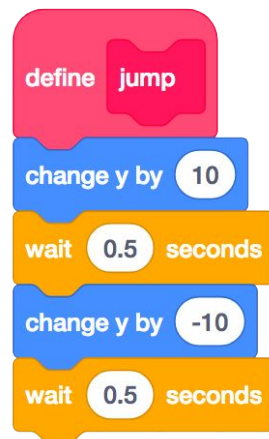 define jump
change y by 10
wait 0.5 seconds
change y by -10
wait 0.5 seconds